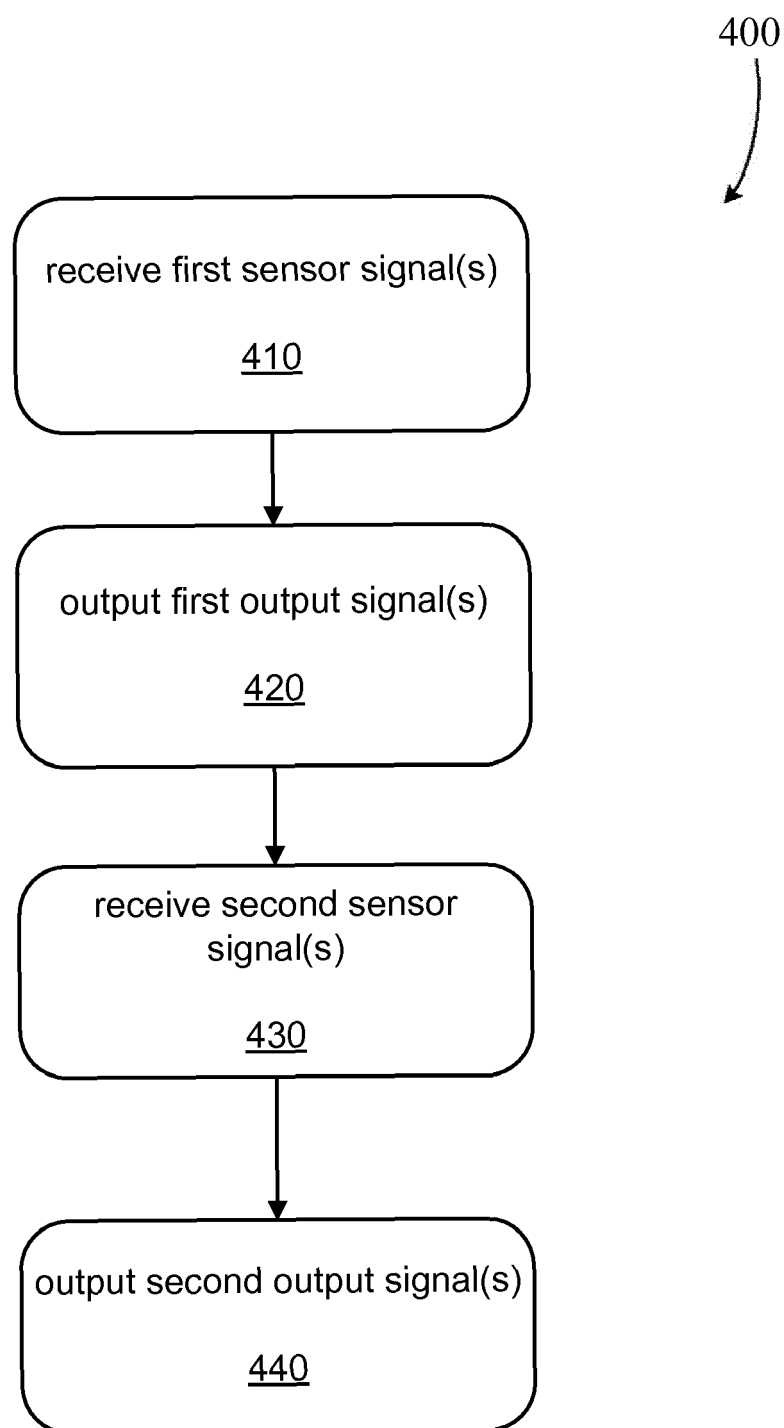 400
receive first sensor signal(s)
410
output first output signal(s)
420
receive second sensor
signal(s)
430
output second output signal(s)
440